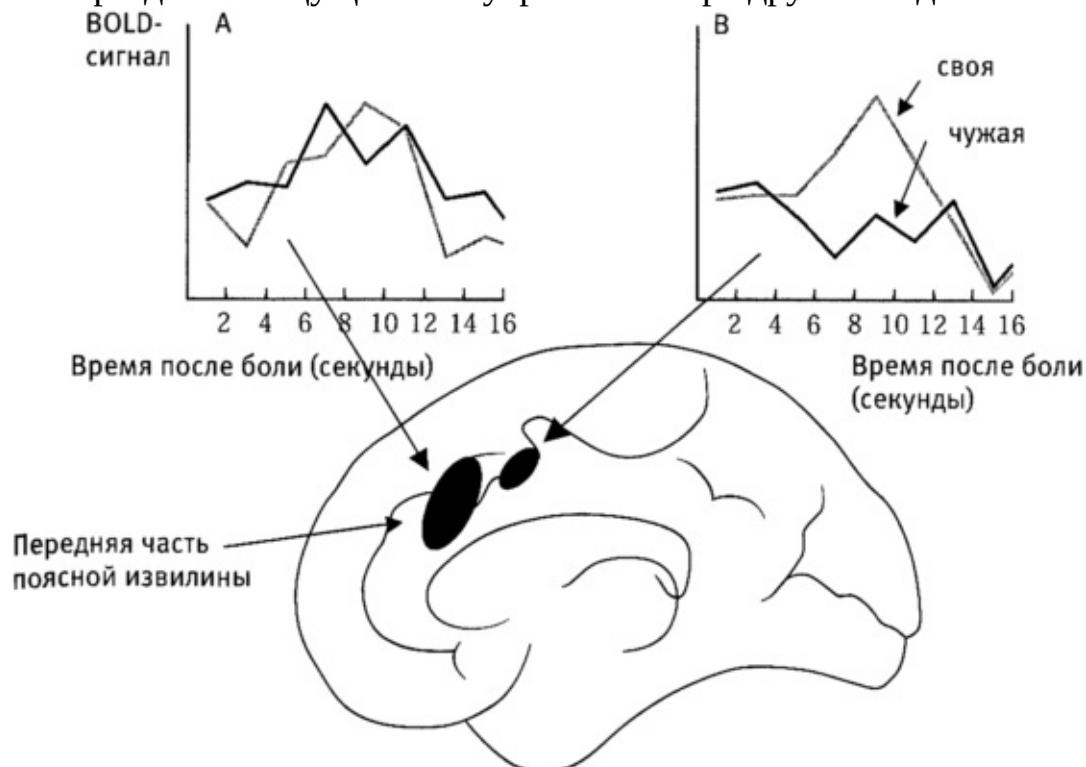 BOLD-
сигнал
A
B
своя
чужая
2 4 6 8 10 12 14 16
2 4 6 8 10 12 14 16
Время после боли (секунды)
Время после боли
(секунды)
Передняя часть
поясной извилины